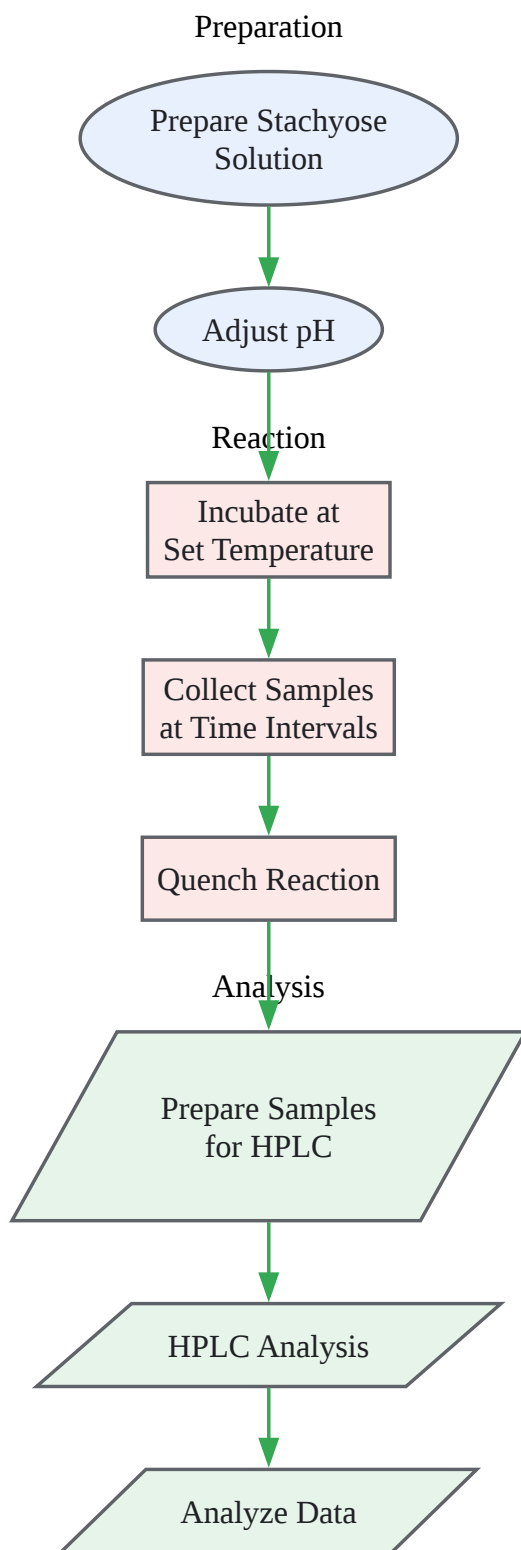 Preparation
Prepare Stachyose
Solution
Adjust pH
Reaction
Incubate at
Set Temperature
Collect Samples
at Time Intervals
Quench Reaction
Analysis
Prepare Samples
for HPLC
HPLC Analysis
Analyze Data